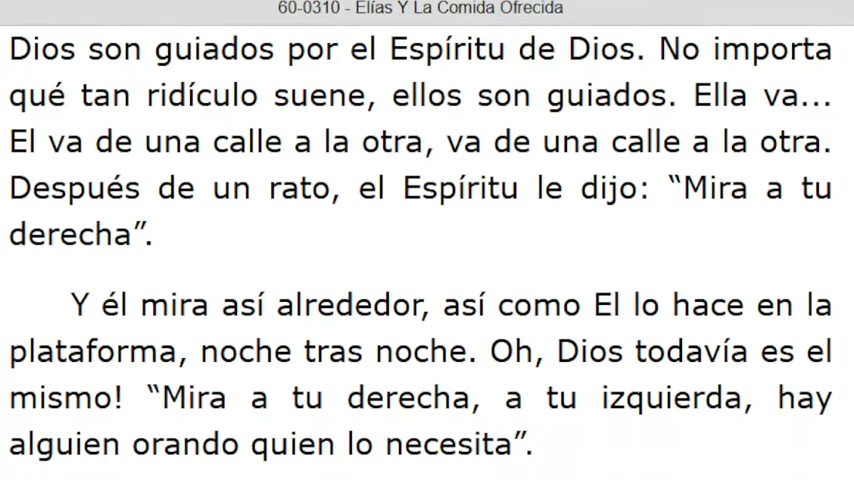 60-0310 - Elías Y La Comida Ofrecida
Dios son guiados por el Espíritu de Dios. No importa
qué tan ridículo suene, ellos son guiados. Ella va...
El va de una calle a la otra, va de una calle a la otra.
Después de un rato, el Espíritu le dijo: “Mira a tu
derecha”.
Y él mira así alrededor, así como El lo hace en la
plataforma, noche tras noche. Oh, Dios todavía es el
mismo! “Mira a tu derecha, a tu izquierda, hay
alguien orando quien lo necesita”.